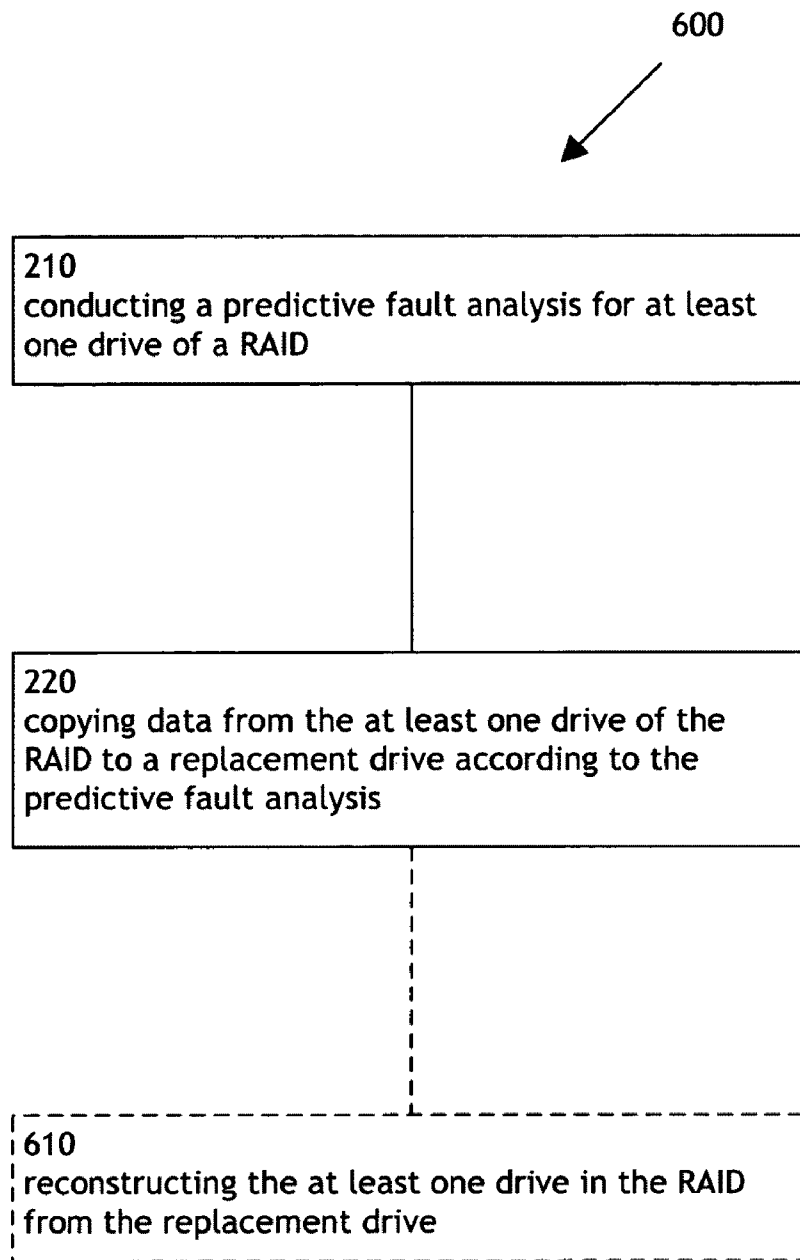 600
210
conducting a predictive fault analysis for at least
one drive of a RAID
220
copying data from the at least one drive of the
RAID to a replacement drive according to the
predictive fault analysis
610
reconstructing the at least one drive in the RAID
from the replacement drive